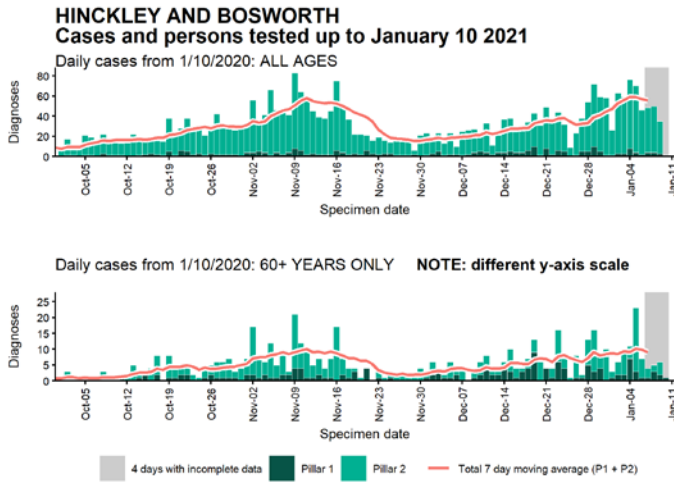 HINCKLEY AND BOSWORTH
Cases and persons tested up to January 10 2021
Daily cases from 1/10/2020: ALL AGES
Diagnoses
80
60
40
20
0
Oct-05 Oct-12 Oct-19 Oct-26 Nov-02 Nov-09 Nov-16 Nov-23 Nov-30 Dec-07 Dec-14 Dec-21 Dec-28 Jan-04 Jan-11
Specimen date
Daily cases from 1/10/2020: 60+ YEARS ONLY NOTE: different y-axis scale
Diagnoses
25
20
15
10
5
0
Oct-05 Oct-12 Oct-19 Oct-26 Nov-02 Nov-09 Nov-16 Nov-23 Nov-30 Dec-07 Dec-14 Dec-21 Dec-28 Jan-04 Jan-11
Specimen date
4 days with incomplete data Pillar 1 Pillar 2 Total 7 day moving average (P1 + P2)